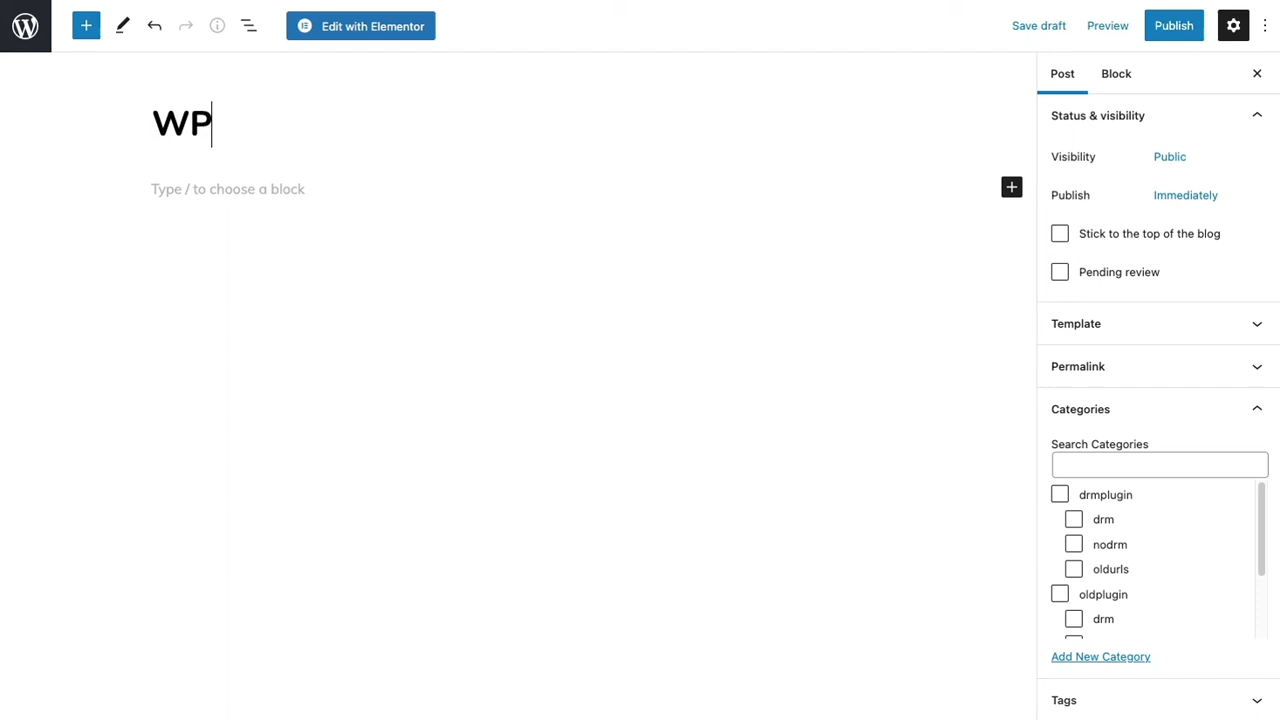 Edit with Elementor
Save draft
Preview
Publish
WP
Type / to choose a block
Post
Block
Status & visibility
Visibility
Public
Publish
Immediately
Stick to the top of the blog
Pending review
Template
Permalink
Categories
Search Categories
drmplugin
drm
nodrm
oldurls
oldplugin
drm
Add New Category
Tags